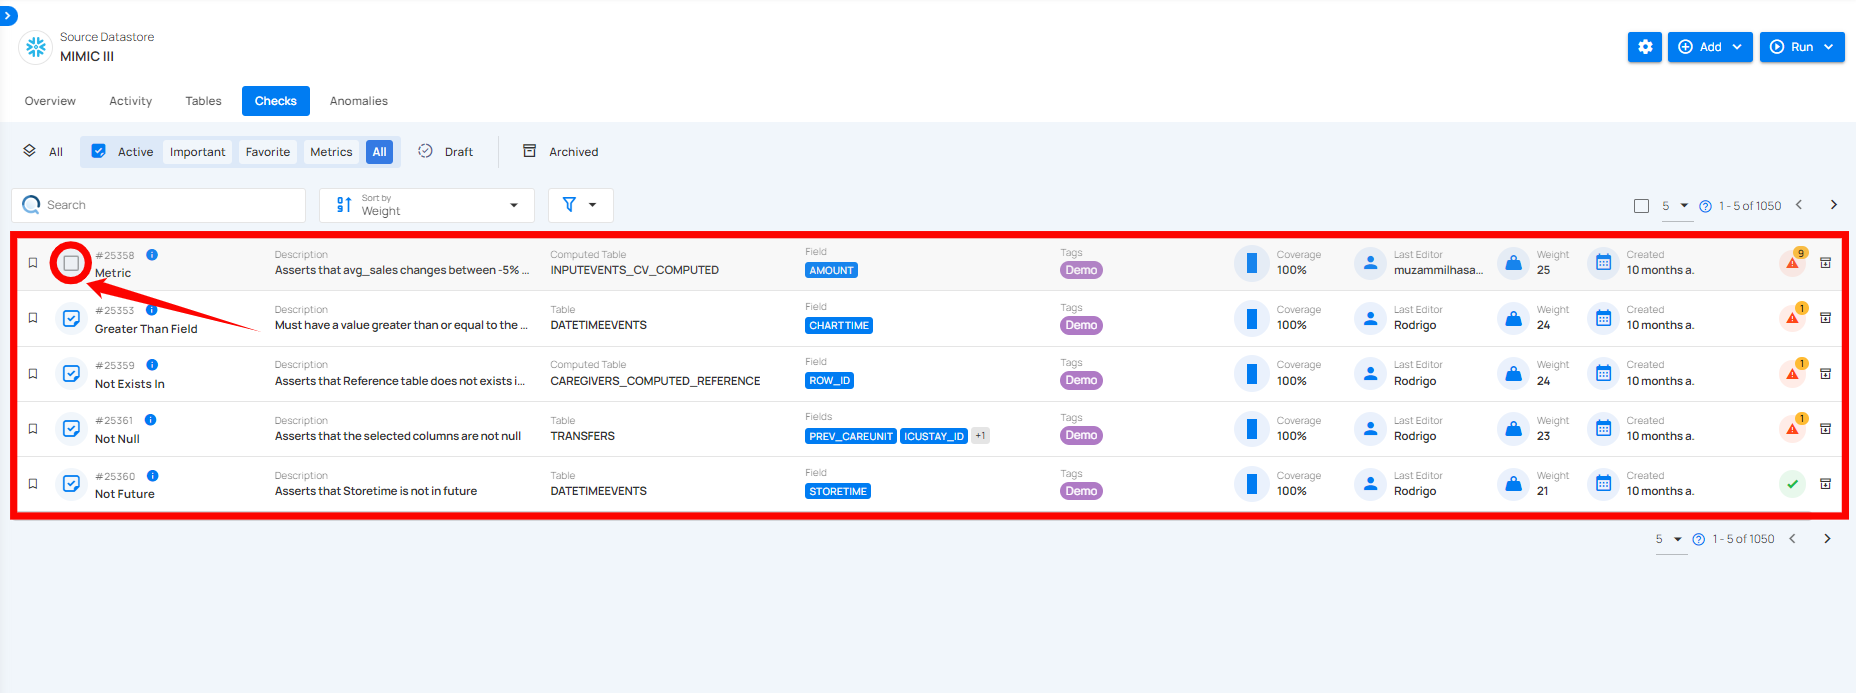 Source Datastore
MIMIC III
Add
Run
Overview
Activity
Tables
Checks
Anomalies
All
Active
Important
Favorite
Metrics
All
Draft
Archived
Search
Sort by
Weight
5
1 - 5 of 1050
#25358
Metric
Description
Asserts that avg_sales changes between -5% ...
Computed Table
INPUTEVENTS_CV_COMPUTED
Field
AMOUNT
Tags
Demo
Coverage
100%
Last Editor
muzammilhasa...
Weight
25
Created
10 months a.
9
#25353
Greater Than Field
Description
Must have a value greater than or equal to the ...
Table
DATETIMEEVENTS
Field
CHARTTIME
Tags
Demo
Coverage
100%
Last Editor
Rodrigo
Weight
24
Created
10 months a.
1
#25359
Not Exists In
Description
Asserts that Reference table does not exists i...
Computed Table
CAREGIVERS_COMPUTED_REFERENCE
Field
ROW_ID
Tags
Demo
Coverage
100%
Last Editor
Rodrigo
Weight
24
Created
10 months a.
1
#25361
Not Null
Description
Asserts that the selected columns are not null
Table
TRANSFERS
Fields
PREV_CAREUNIT ICUSTAY_ID +1
Tags
Demo
Coverage
100%
Last Editor
Rodrigo
Weight
23
Created
10 months a.
1
#25360
Not Future
Description
Asserts that Storetime is not in future
Table
DATETIMEEVENTS
Field
STORETIME
Tags
Demo
Coverage
100%
Last Editor
Rodrigo
Weight
21
Created
10 months a.
5
1 - 5 of 1050